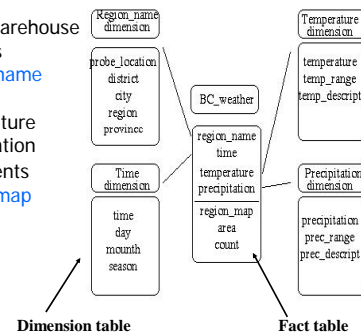 arehouse
name
ture
ation
ents
map
Region_name
dimension
probe_location
district
city
region
province
Time
dimension
time
day
mounth
season
BC_weather
region_name
time
temperature
precipitation
region_map
area
count
Temperature
dimension
temperature
temp_range
temp_descript
Precipitation
dimension
precipitation
prec_range
prec_descript
Dimension table
Fact table